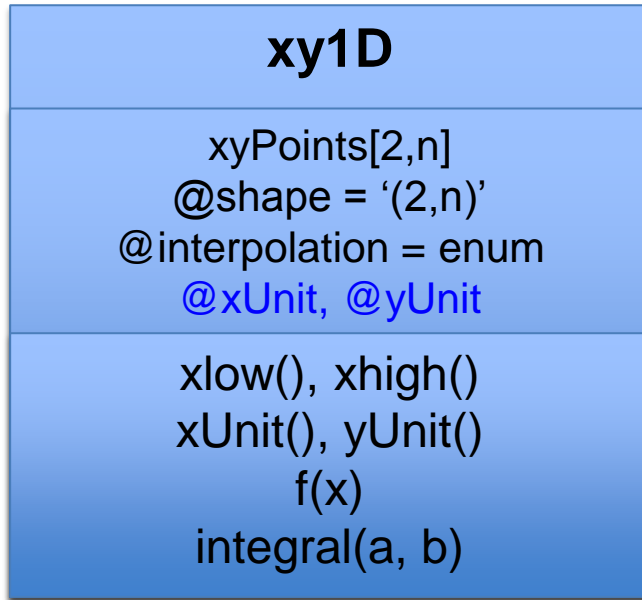 xy1D
xyPoints[2,n]
@shape = ‘(2,n)’
@interpolation = enum
@xUnit, @yUnit
xlow(), xhigh()
xUnit(), yUnit()
f(x)
integral(a, b)